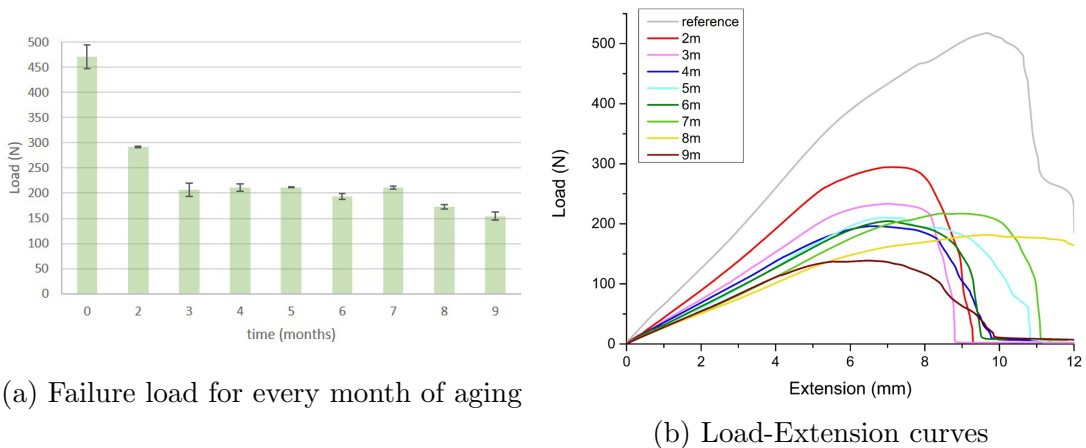 500
450
400
350
300
250
200
150
100
50
0
Load (N)
0 2 3 4 5 6 7 8 9
time (months)
(a) Failure load for every month of aging
reference
2m
3m
4m
5m
6m
7m
8m
9m
500
400
300
200
100
0
Load (N)
0 2 4 6 8 10 12
Extension (mm)
(b) Load-Extension curves